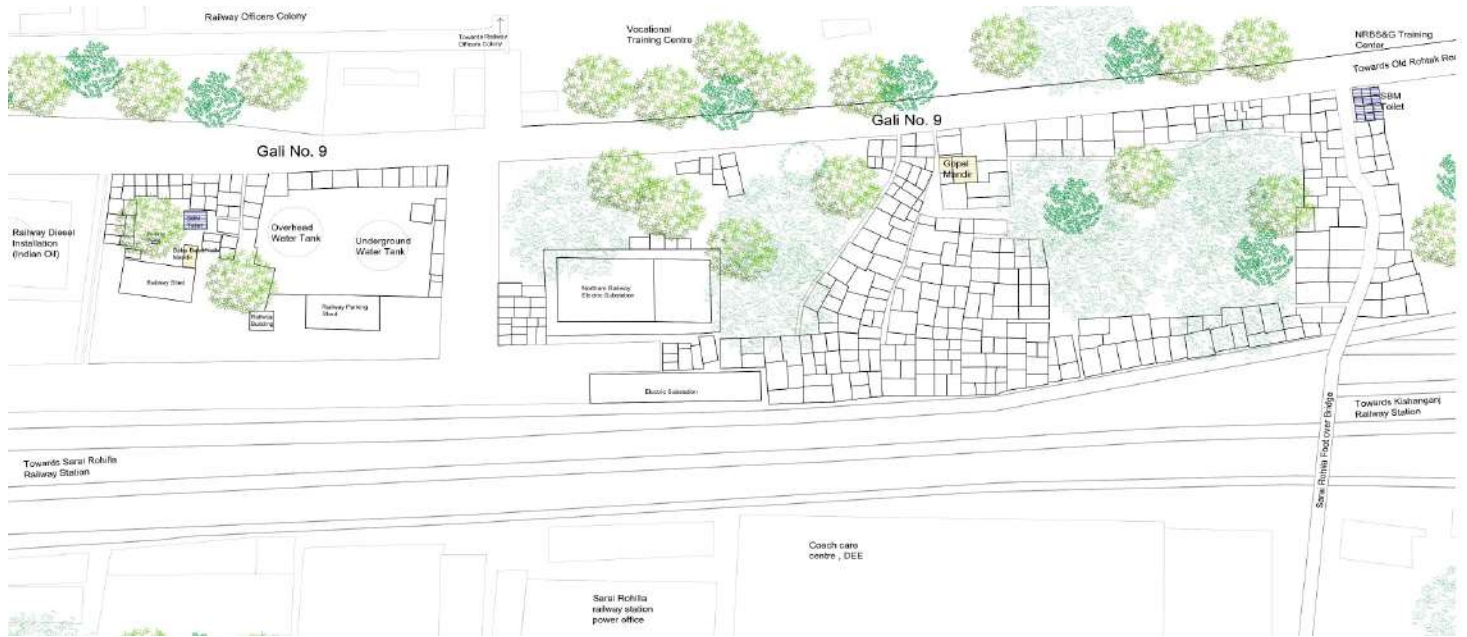 Railway Officers Colony
Towards Railway
Officers Colony
Vocational
Training Centre
NRBS&G Training
Center
Towards Old Rohtak
SBM
Toilet
Gali No. 9
Gali No. 9
Gopal
Mandir
Railway Diesel
Installation
(Indian Oil)
SBM
Toilet
Mandir
Overhead
Water Tank
Underground
Water Tank
Railway Shed
Railway
Building
Railway Parking
Shed
Northern Railway
Electric Substation
Electric Substation
Towards Sarai Rohilla
Railway Station
Towards Kishanganj
Railway Station
Sarai Rohilla Foot over Bridge
Coach care
centre , DEE
Sarai Rohilla
railway station
power office